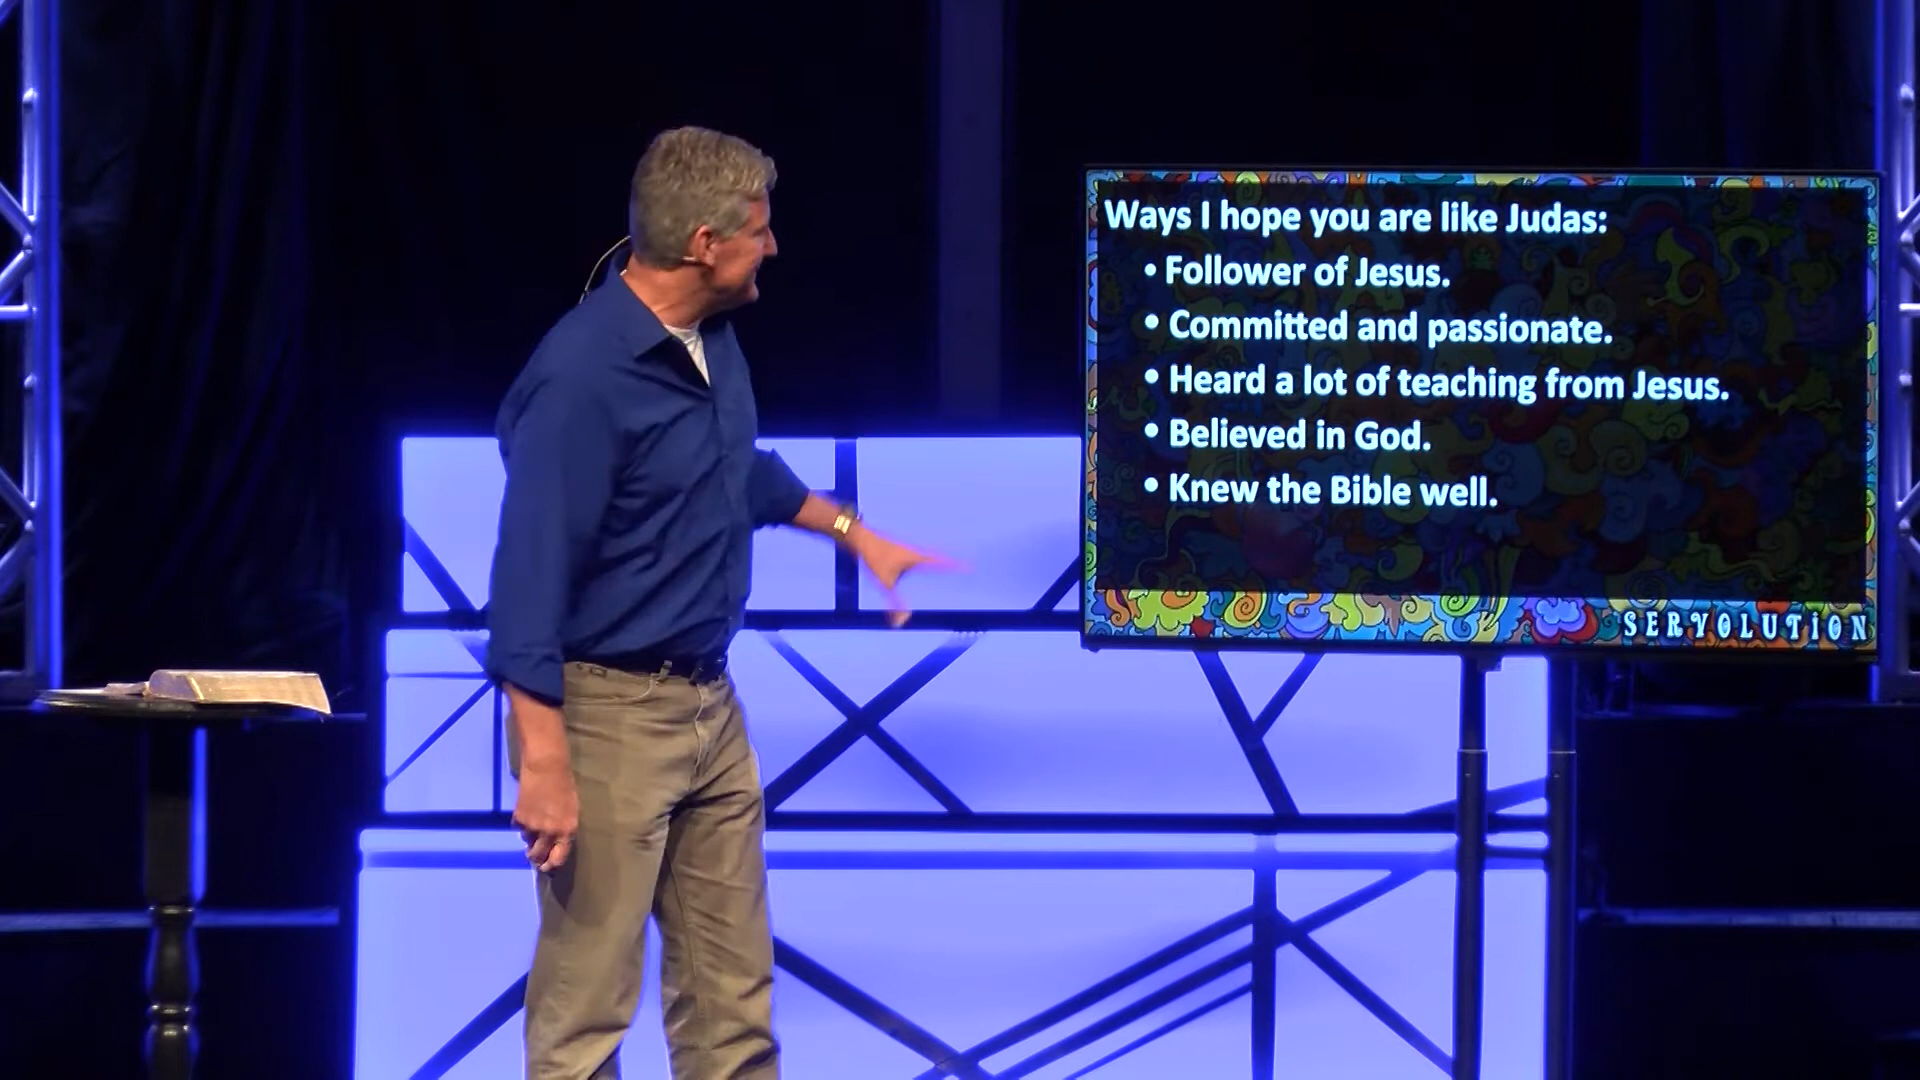 Ways I hope you are like Judas:
• Follower of Jesus.
• Committed and passionate.
• Heard a lot of teaching from Jesus.
• Believed in God.
• Knew the Bible well.
SERVOLUTiON